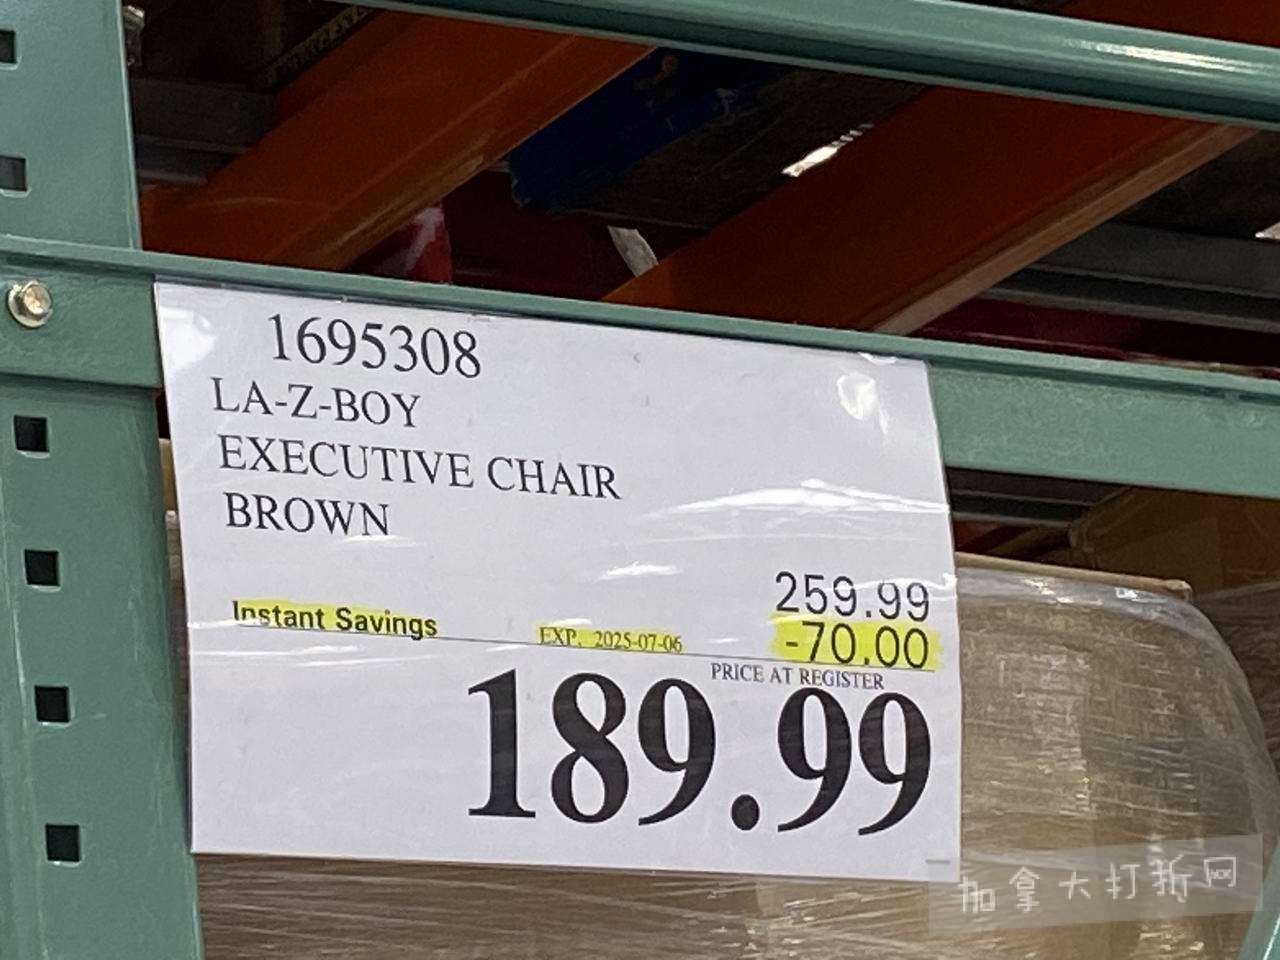 1695308
LA-Z-BOY
EXECUTIVE CHAIR
BROWN
259.99
Instant Savings EXP. 2025-07-06 -70.00
PRICE AT REGISTER
189.99
加拿大打折网